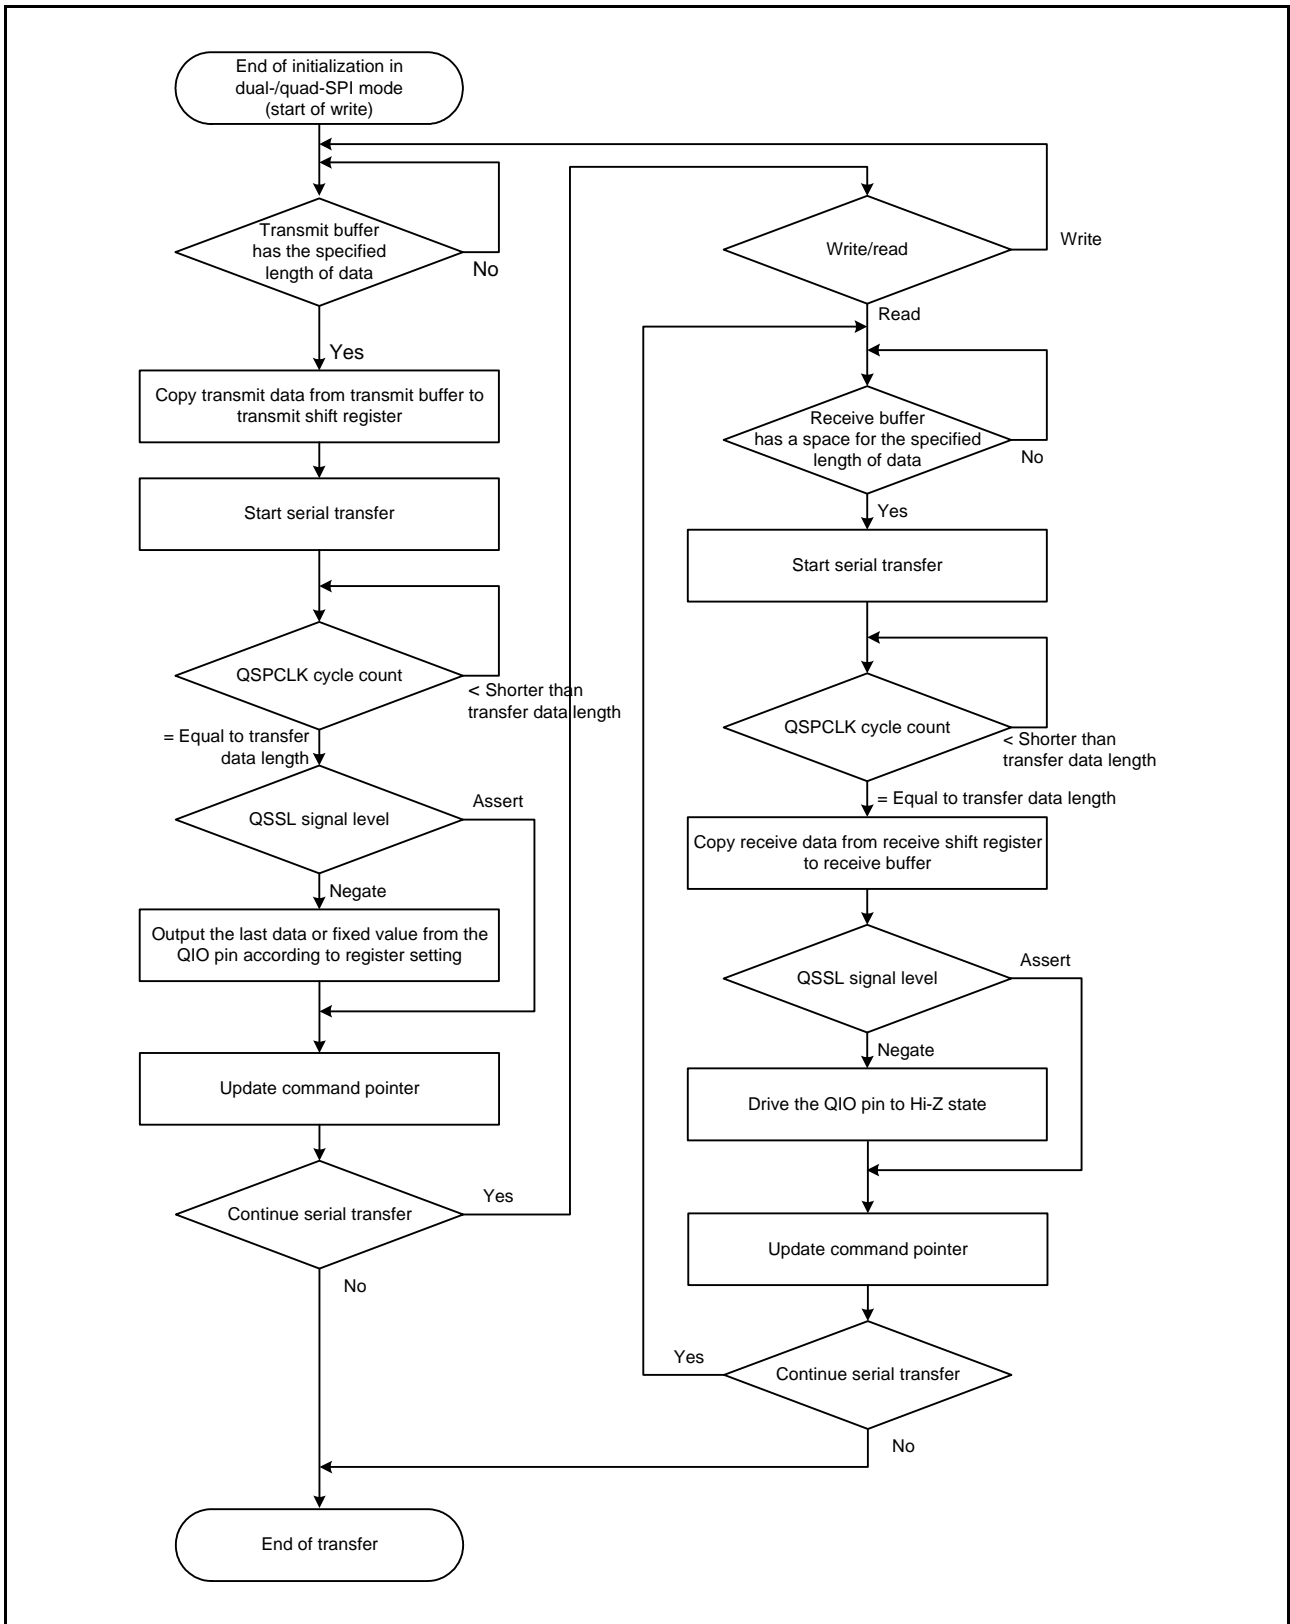 End of initialization in
dual-/quad-SPI mode
(start of write)
Transmit buffer
has the specified
length of data
No
Yes
Copy transmit data from transmit buffer to
transmit shift register
Start serial transfer
QSPCLK cycle count
< Shorter than
transfer data length
= Equal to transfer
data length
QSSL signal level
Assert
Negate
Output the last data or fixed value from the
QIO pin according to register setting
Update command pointer
Continue serial transfer
Yes
No
End of transfer
Write/read
Write
Read
Receive buffer
has a space for the specified
length of data
No
Yes
Start serial transfer
QSPCLK cycle count
< Shorter than
transfer data length
= Equal to transfer data length
Copy receive data from receive shift register
to receive buffer
QSSL signal level
Assert
Negate
Drive the QIO pin to Hi-Z state
Update command pointer
Yes
Continue serial transfer
No